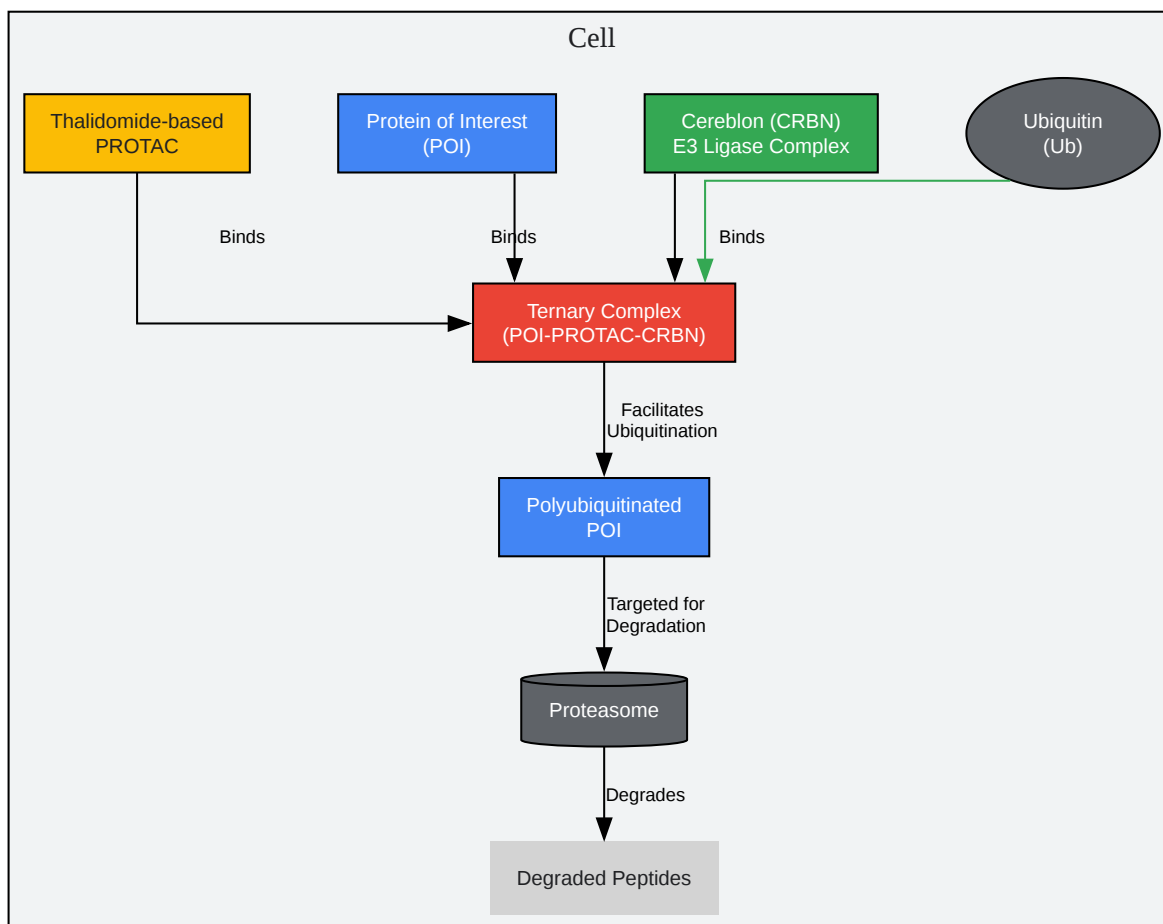 Cell
Thalidomide-based
PROTAC
Protein of Interest
(POI)
Cereblon (CRBN)
E3 Ligase Complex
Ubiquitin
(Ub)
Binds
Binds
Binds
Ternary Complex
(POI-PROTAC-CRBN)
Facilitates
Ubiquitination
Polyubiquitinated
POI
Targeted for
Degradation
Proteasome
Degrades
Degraded Peptides